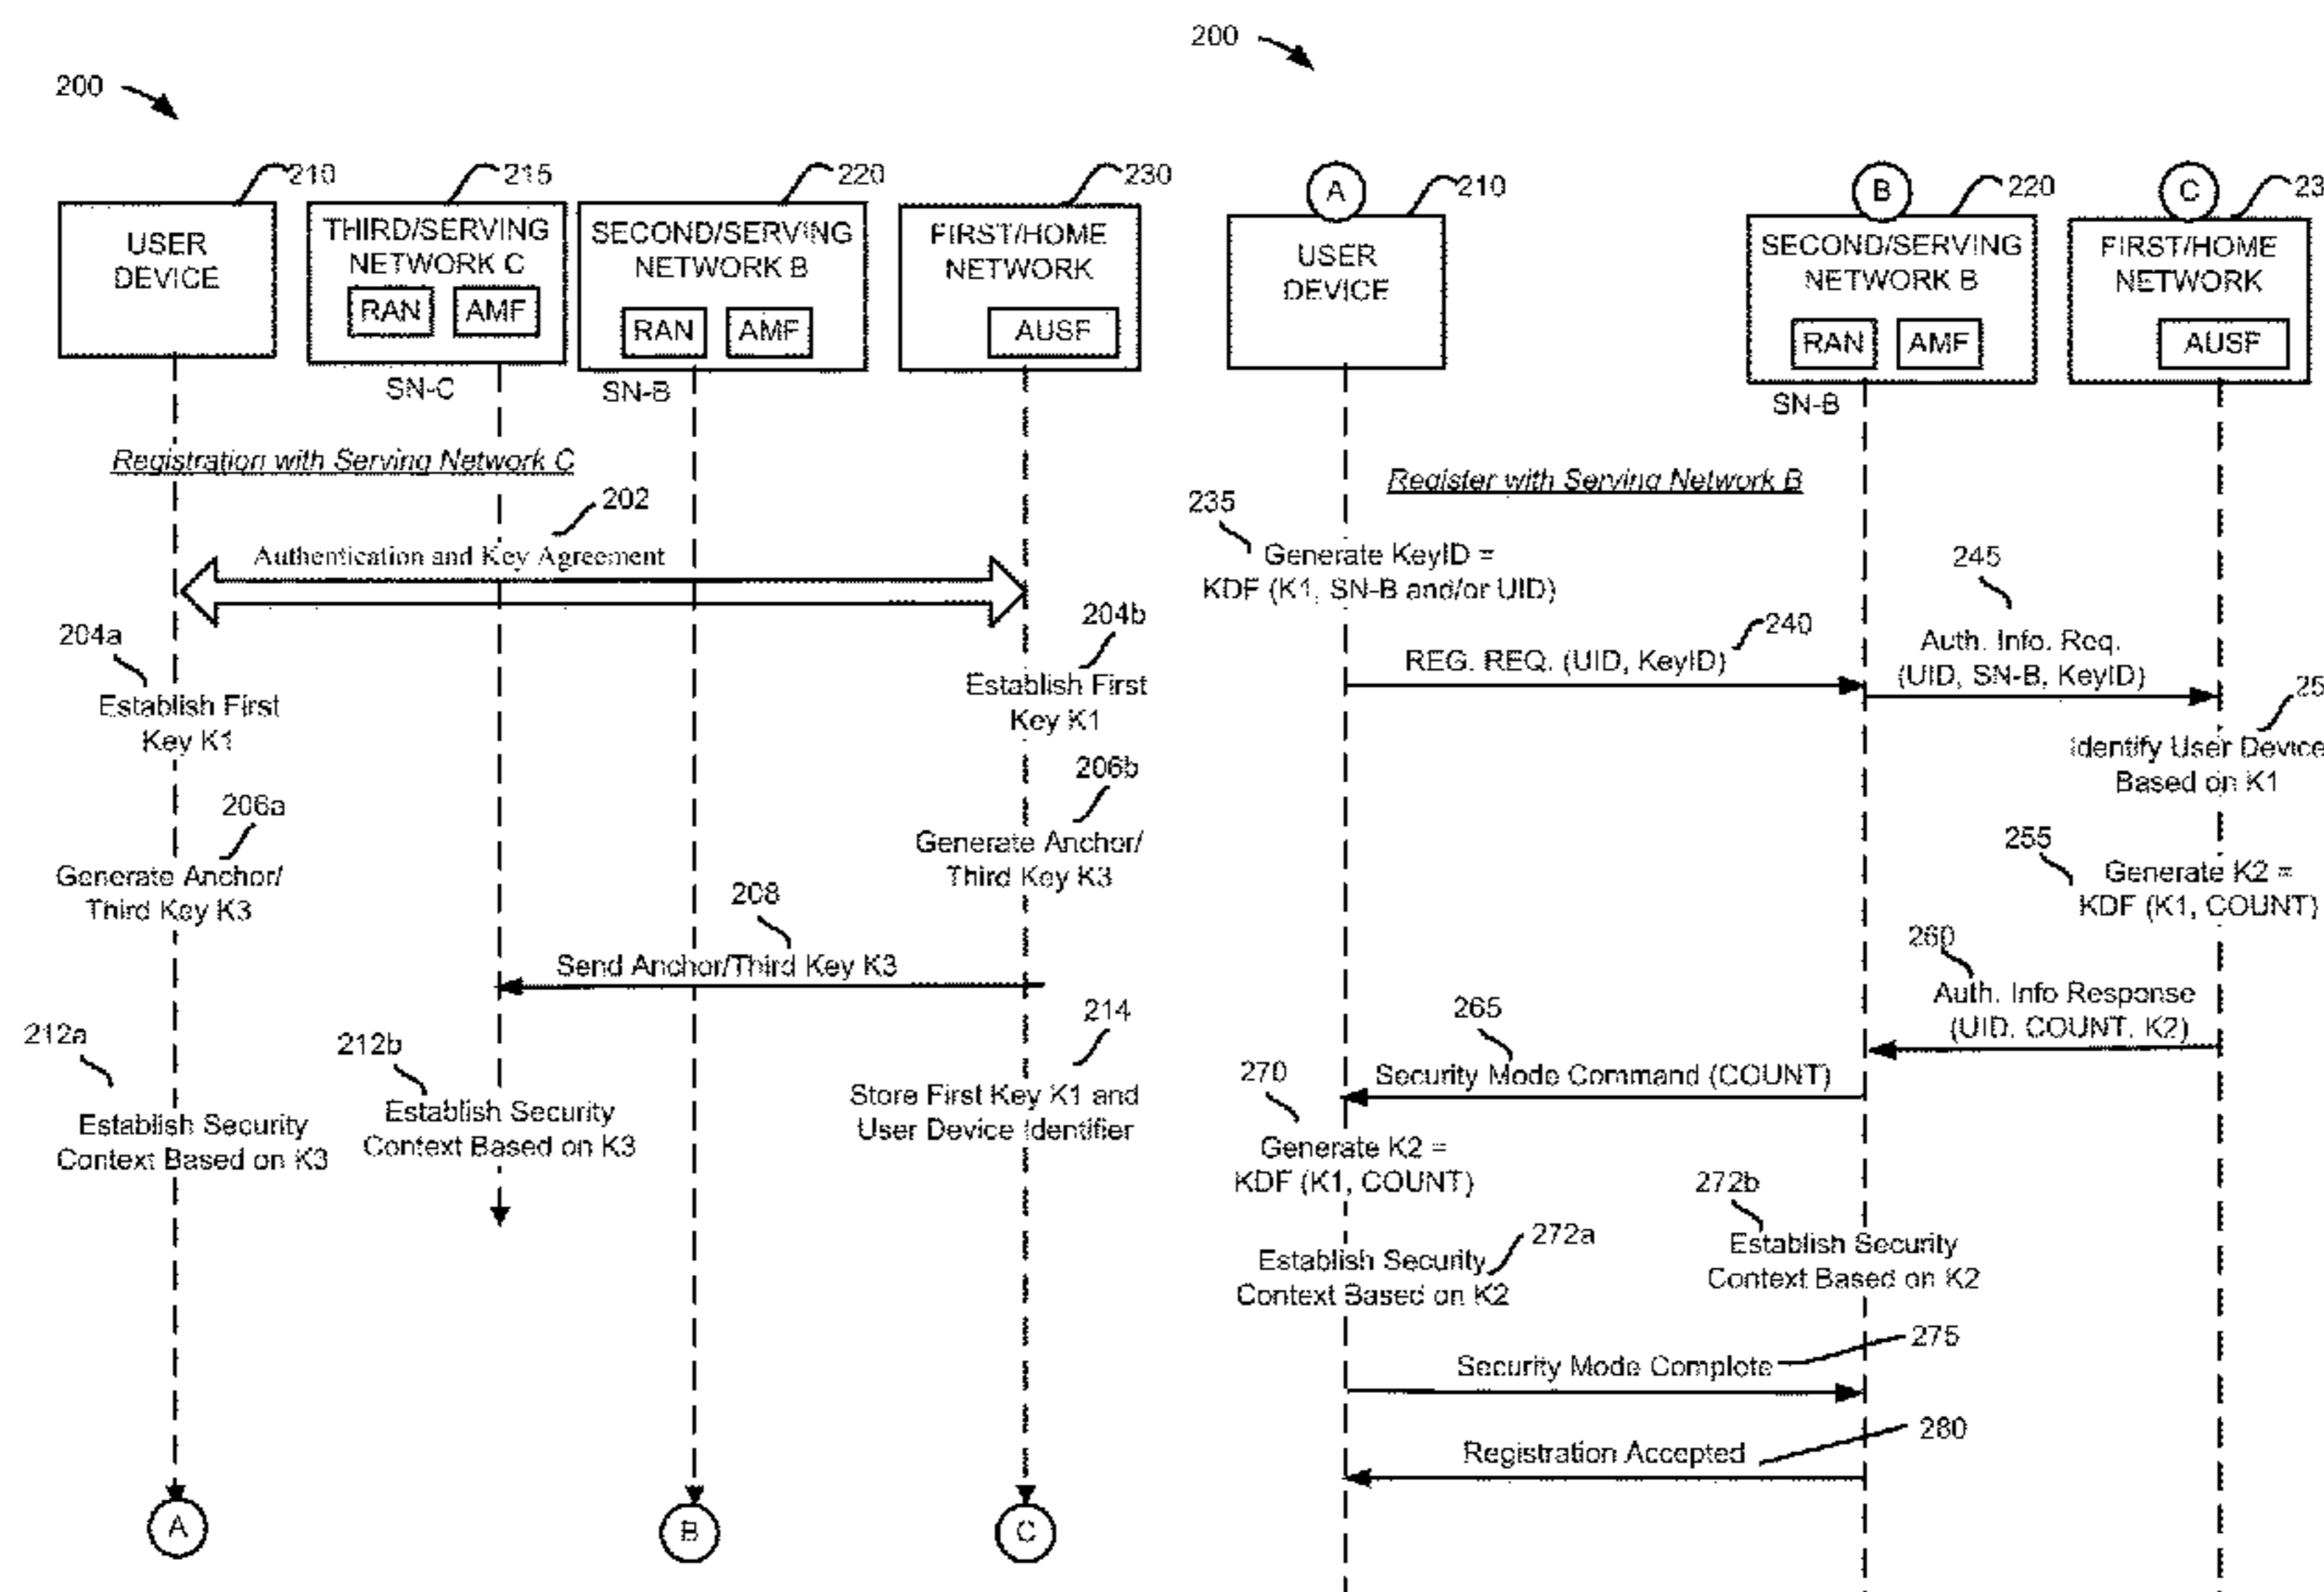 200
210
215
220
230
USER
DEVICE
THIRD/SERVING
NETWORK C
RAN
AMF
SN-C
SECOND/SERVING
NETWORK B
RAN
AMF
SN-B
FIRST/HOME
NETWORK
AUSF
Registration with Serving Network C
202
Authentication and Key Agreement
204a
Establish First
Key K1
204b
Establish First
Key K1
206a
Generate Anchor/
Third Key K3
206b
Generate Anchor/
Third Key K3
208
Send Anchor/Third Key K3
212a
Establish Security
Context Based on K3
212b
Establish Security
Context Based on K3
214
Store First Key K1 and
User Device Identifier
A
B
C
200
A
210
B
220
C
USER
DEVICE
SECOND/SERVING
NETWORK B
RAN
AMF
SN-B
FIRST/HOME
NETWORK
AUSF
Register with Serving Network B
235
Generate KeyID =
KDF (K1, SN-B and/or UID)
240
REG. REQ. (UID, KeyID)
245
Auth. Info. Req.
(UID, SN-B, KeyID)
Identify User Device
Based on K1
255
Generate K2 =
KDF (K1, COUNT)
260
Auth. Info Response
(UID, COUNT, K2)
265
Security Mode Command (COUNT)
270
Generate K2 =
KDF (K1, COUNT)
272a
Establish Security
Context Based on K2
272b
Establish Security
Context Based on K2
275
Security Mode Complete
280
Registration Accepted